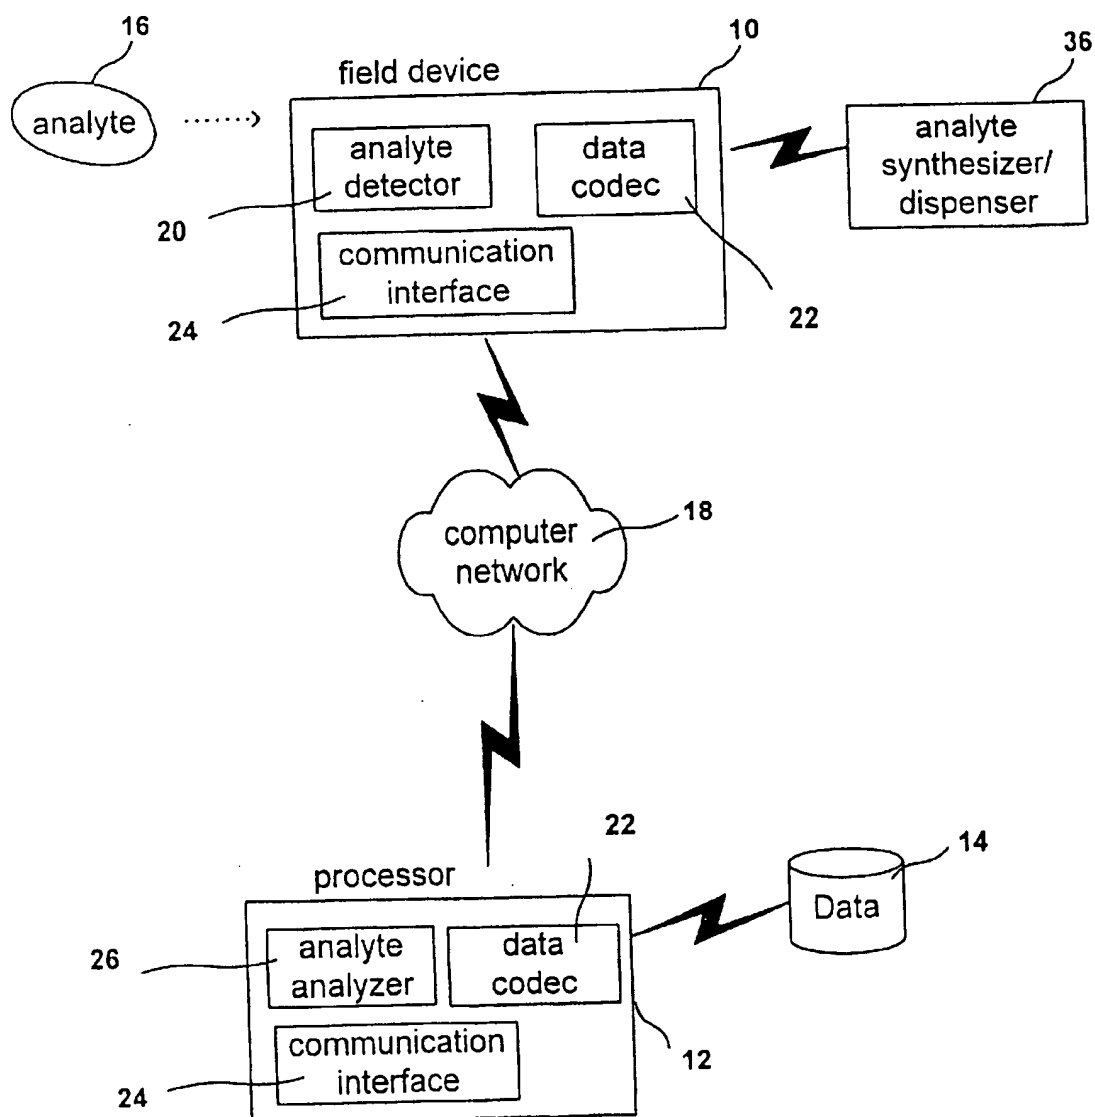 16
analyte
field device
10
36
analyte
detector
data
codec
analyte
synthesizer/
dispenser
20
communication
interface
24
22
computer
network
18
processor
22
14
Data
26
analyte
analyzer
data
codec
communication
interface
12
24